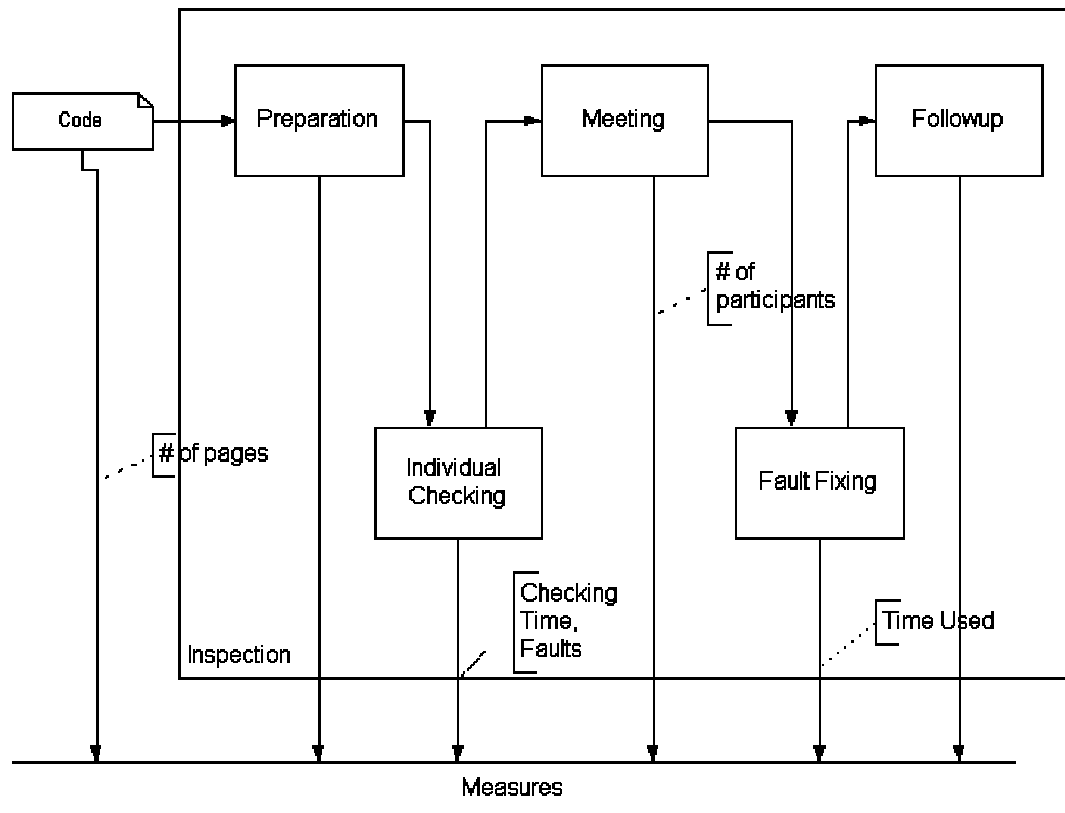 Code
Preparation
Meeting
Followup
# of
participants
# of pages
Individual
Checking
Fault Fixing
Checking
Time,
Faults
Time Used
Inspection
Measures